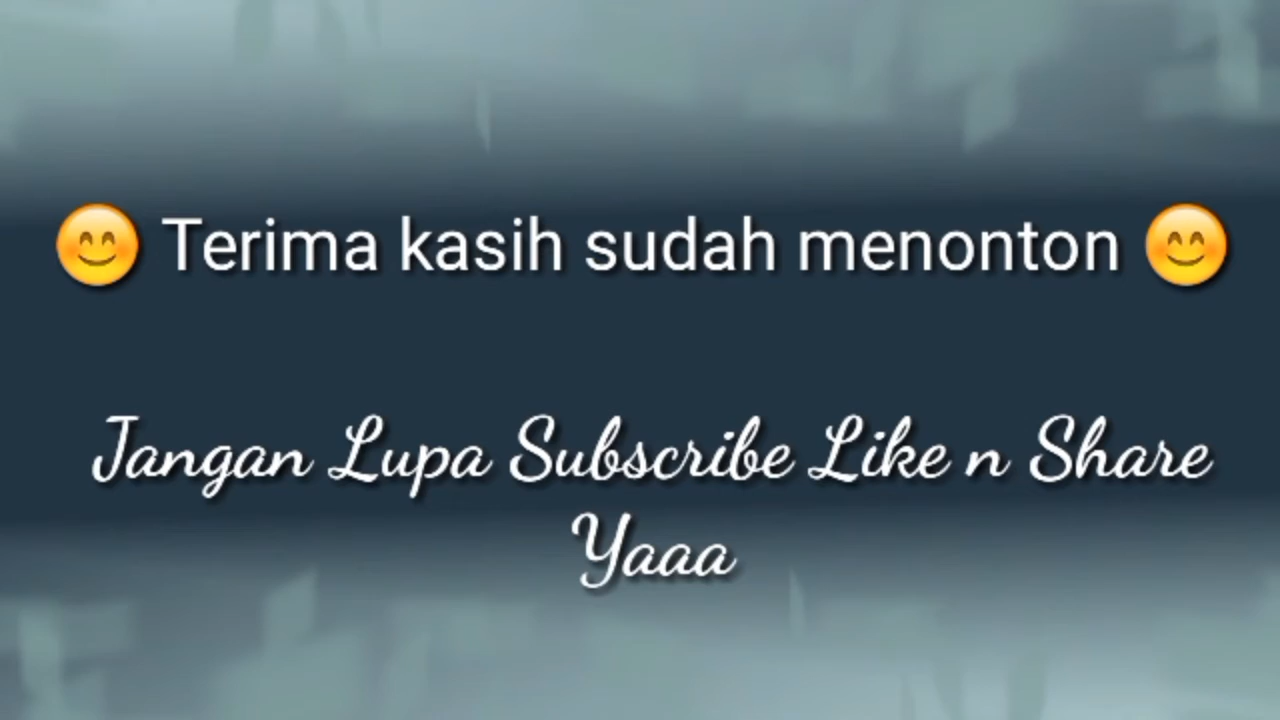 😊 Terima kasih sudah menonton 😊
Jangan Lupa Subscribe Like n Share
Yaaa